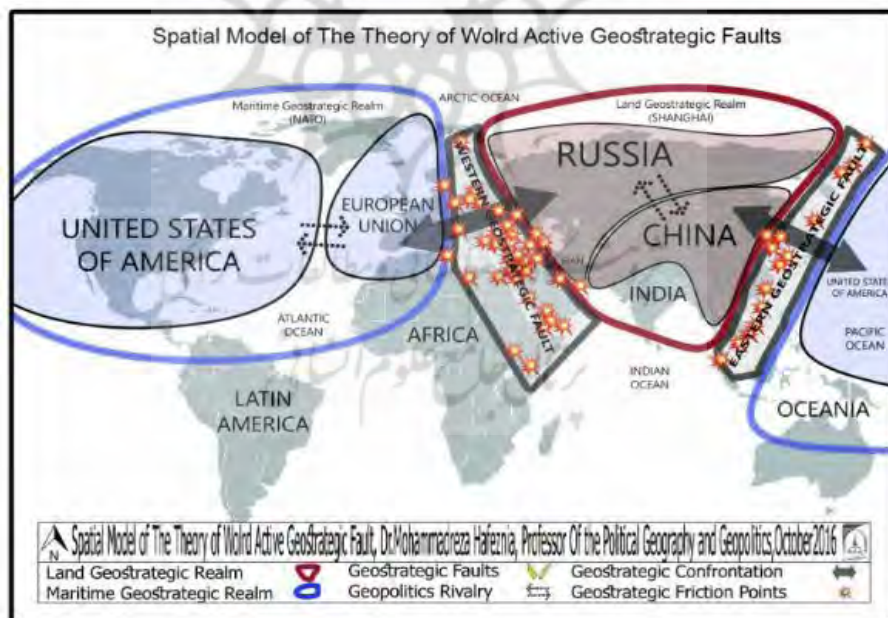 Spatial Model of The Theory of Wolrd Active Geostrategic Faults
ARCTIC OCEAN
Maritime Geostrategic Realm
(NATO)
Land Geostrategic Realm
(SHANGHAI)
WESTERN GEOSTRATEGIC FAULT
RUSSIA
EUROPEAN
UNION
UNITED STATES
OF AMERICA
CHINA
EASTERN GEOSTRATEGIC FAULT
INDIA
UNITED STATES
OF AMERICA
ATLANTIC
OCEAN
AFRICA
PACIFIC
OCEAN
INDIAN
OCEAN
LATIN
AMERICA
OCEANIA
N
Spatial Model of The Theory of Wolrd Active Geostrategic Fault, Dr.Mohammadreza Hafeznia, Professor Of the Political Geography and Geopolitics,October2016
Land Geostrategic Realm Geostrategic Faults Geostrategic Confrontation
Maritime Geostrategic Realm Geopolitics Rivalry Geostrategic Friction Points